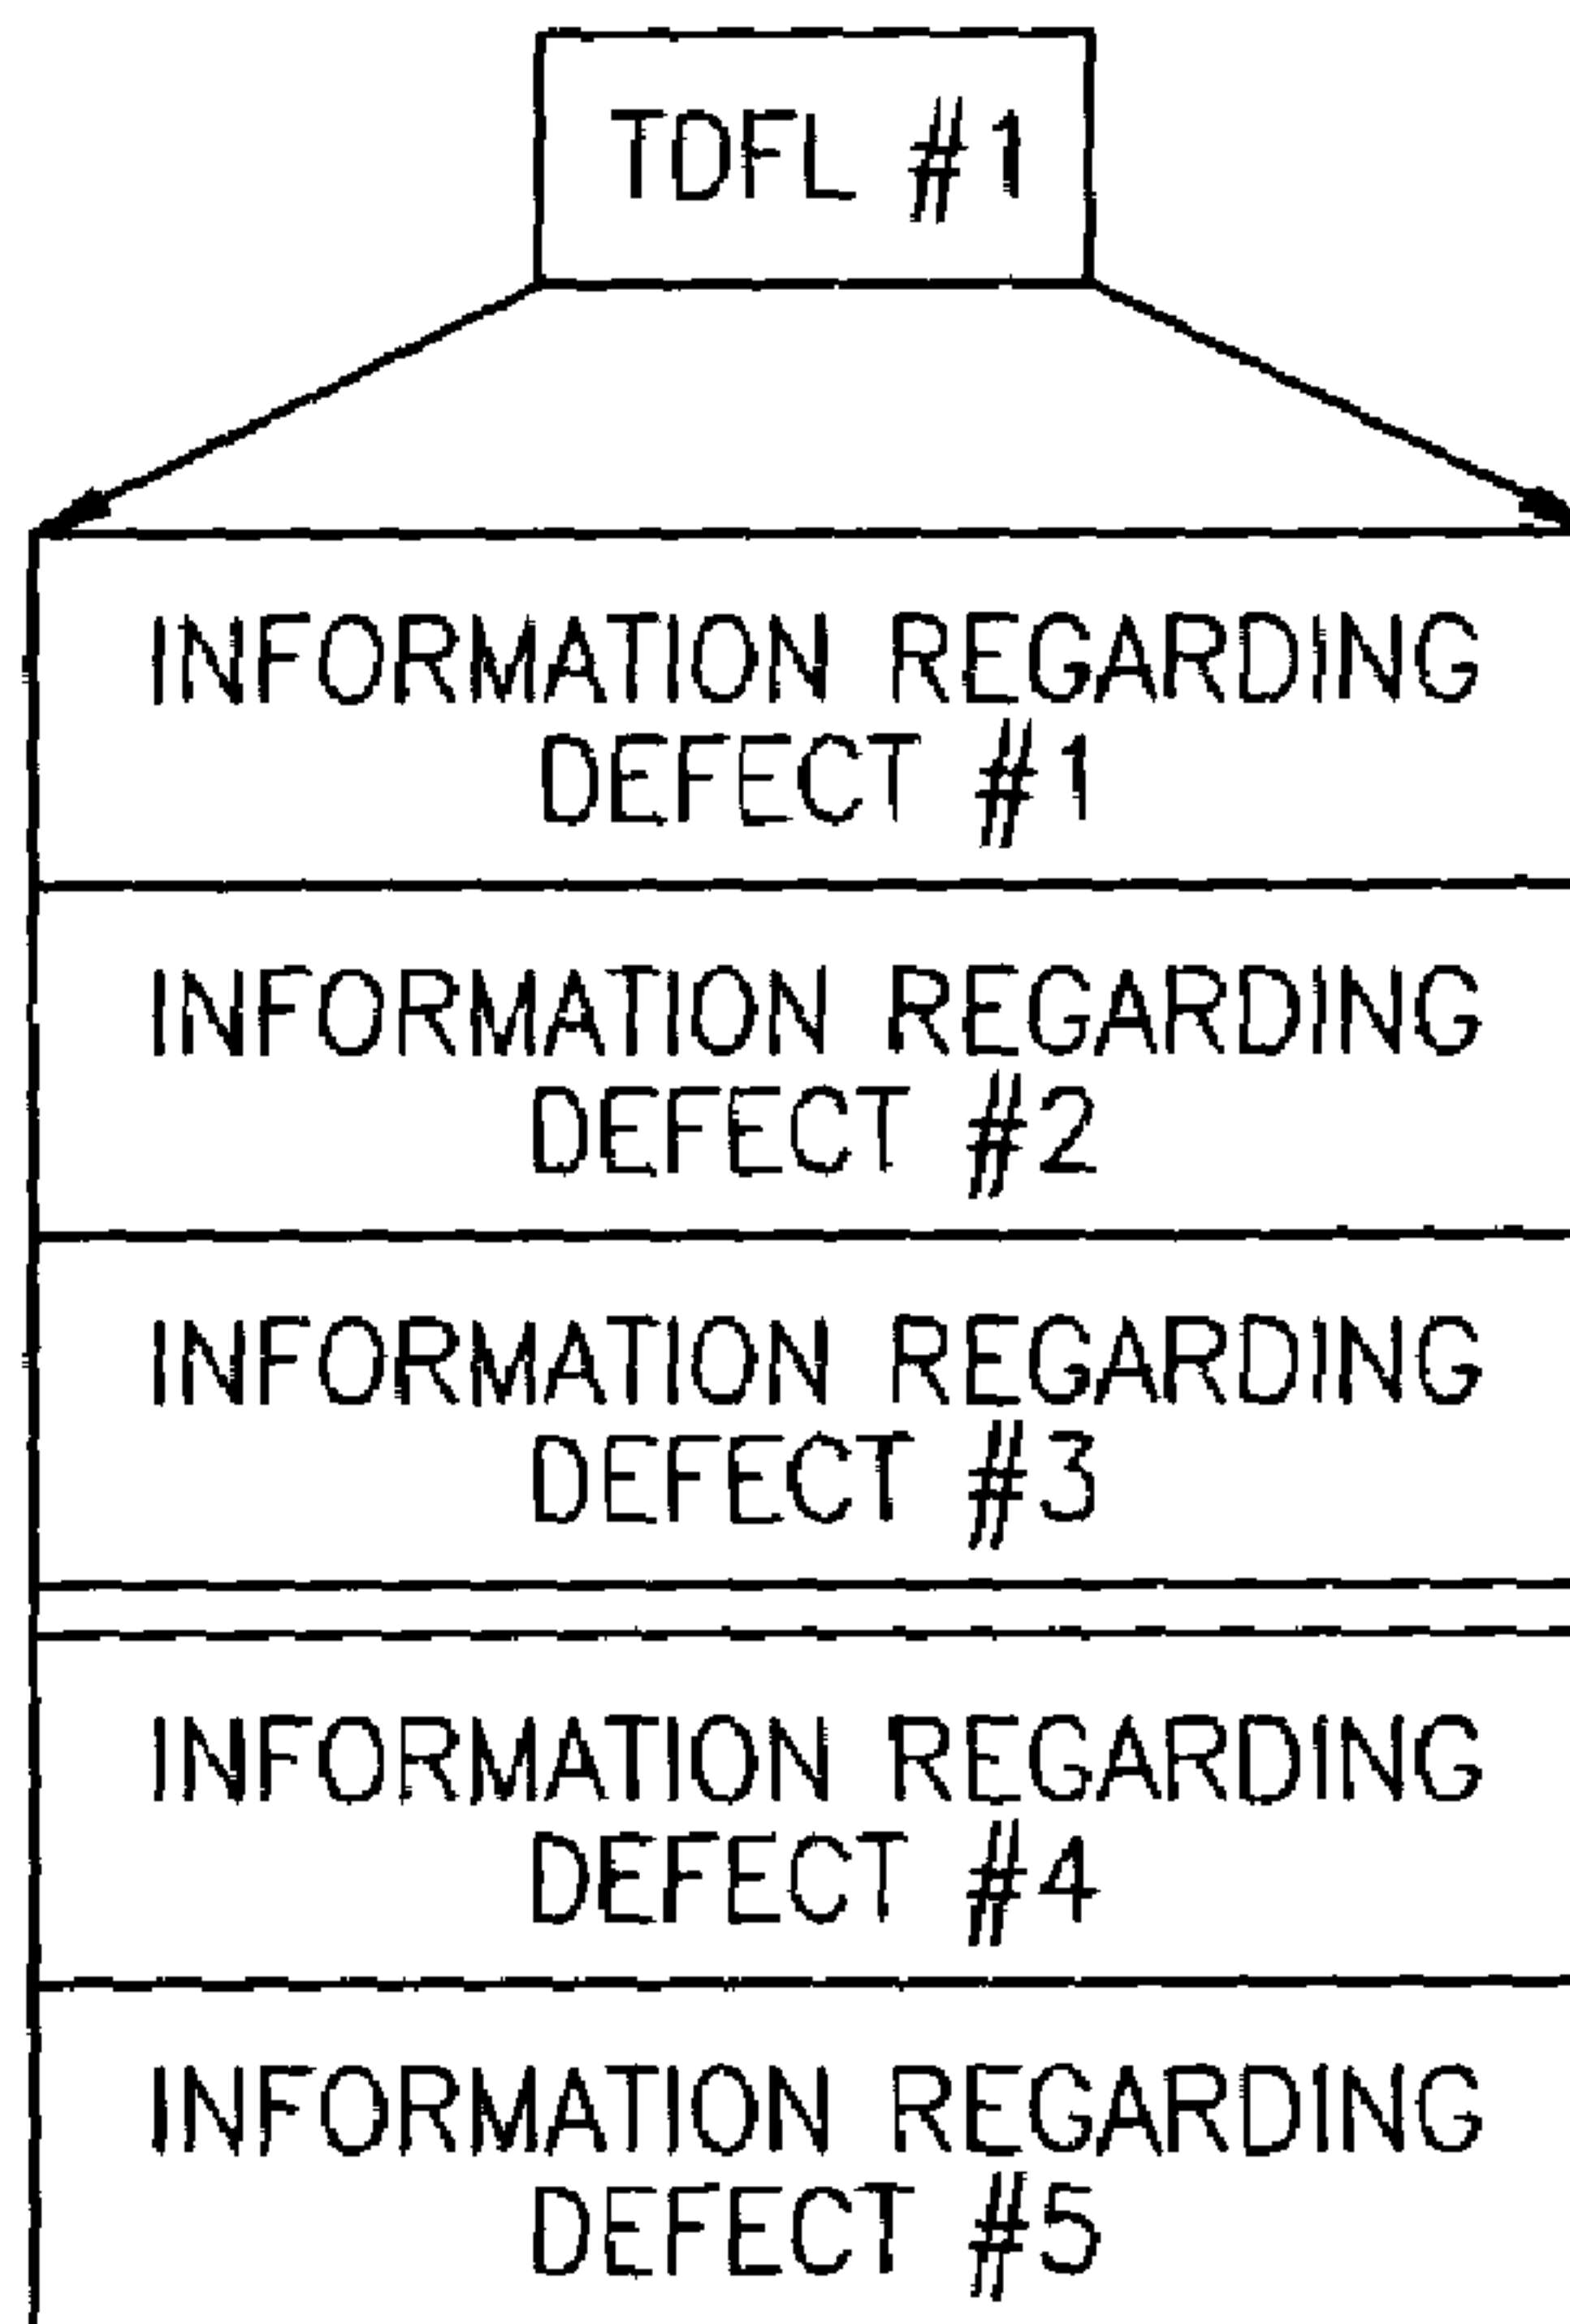 TDFL #1
INFORMATION REGARDING
DEFECT #1
INFORMATION REGARDING
DEFECT #2
INFORMATION REGARDING
DEFECT #3
INFORMATION REGARDING
DEFECT #4
INFORMATION REGARDING
DEFECT #5